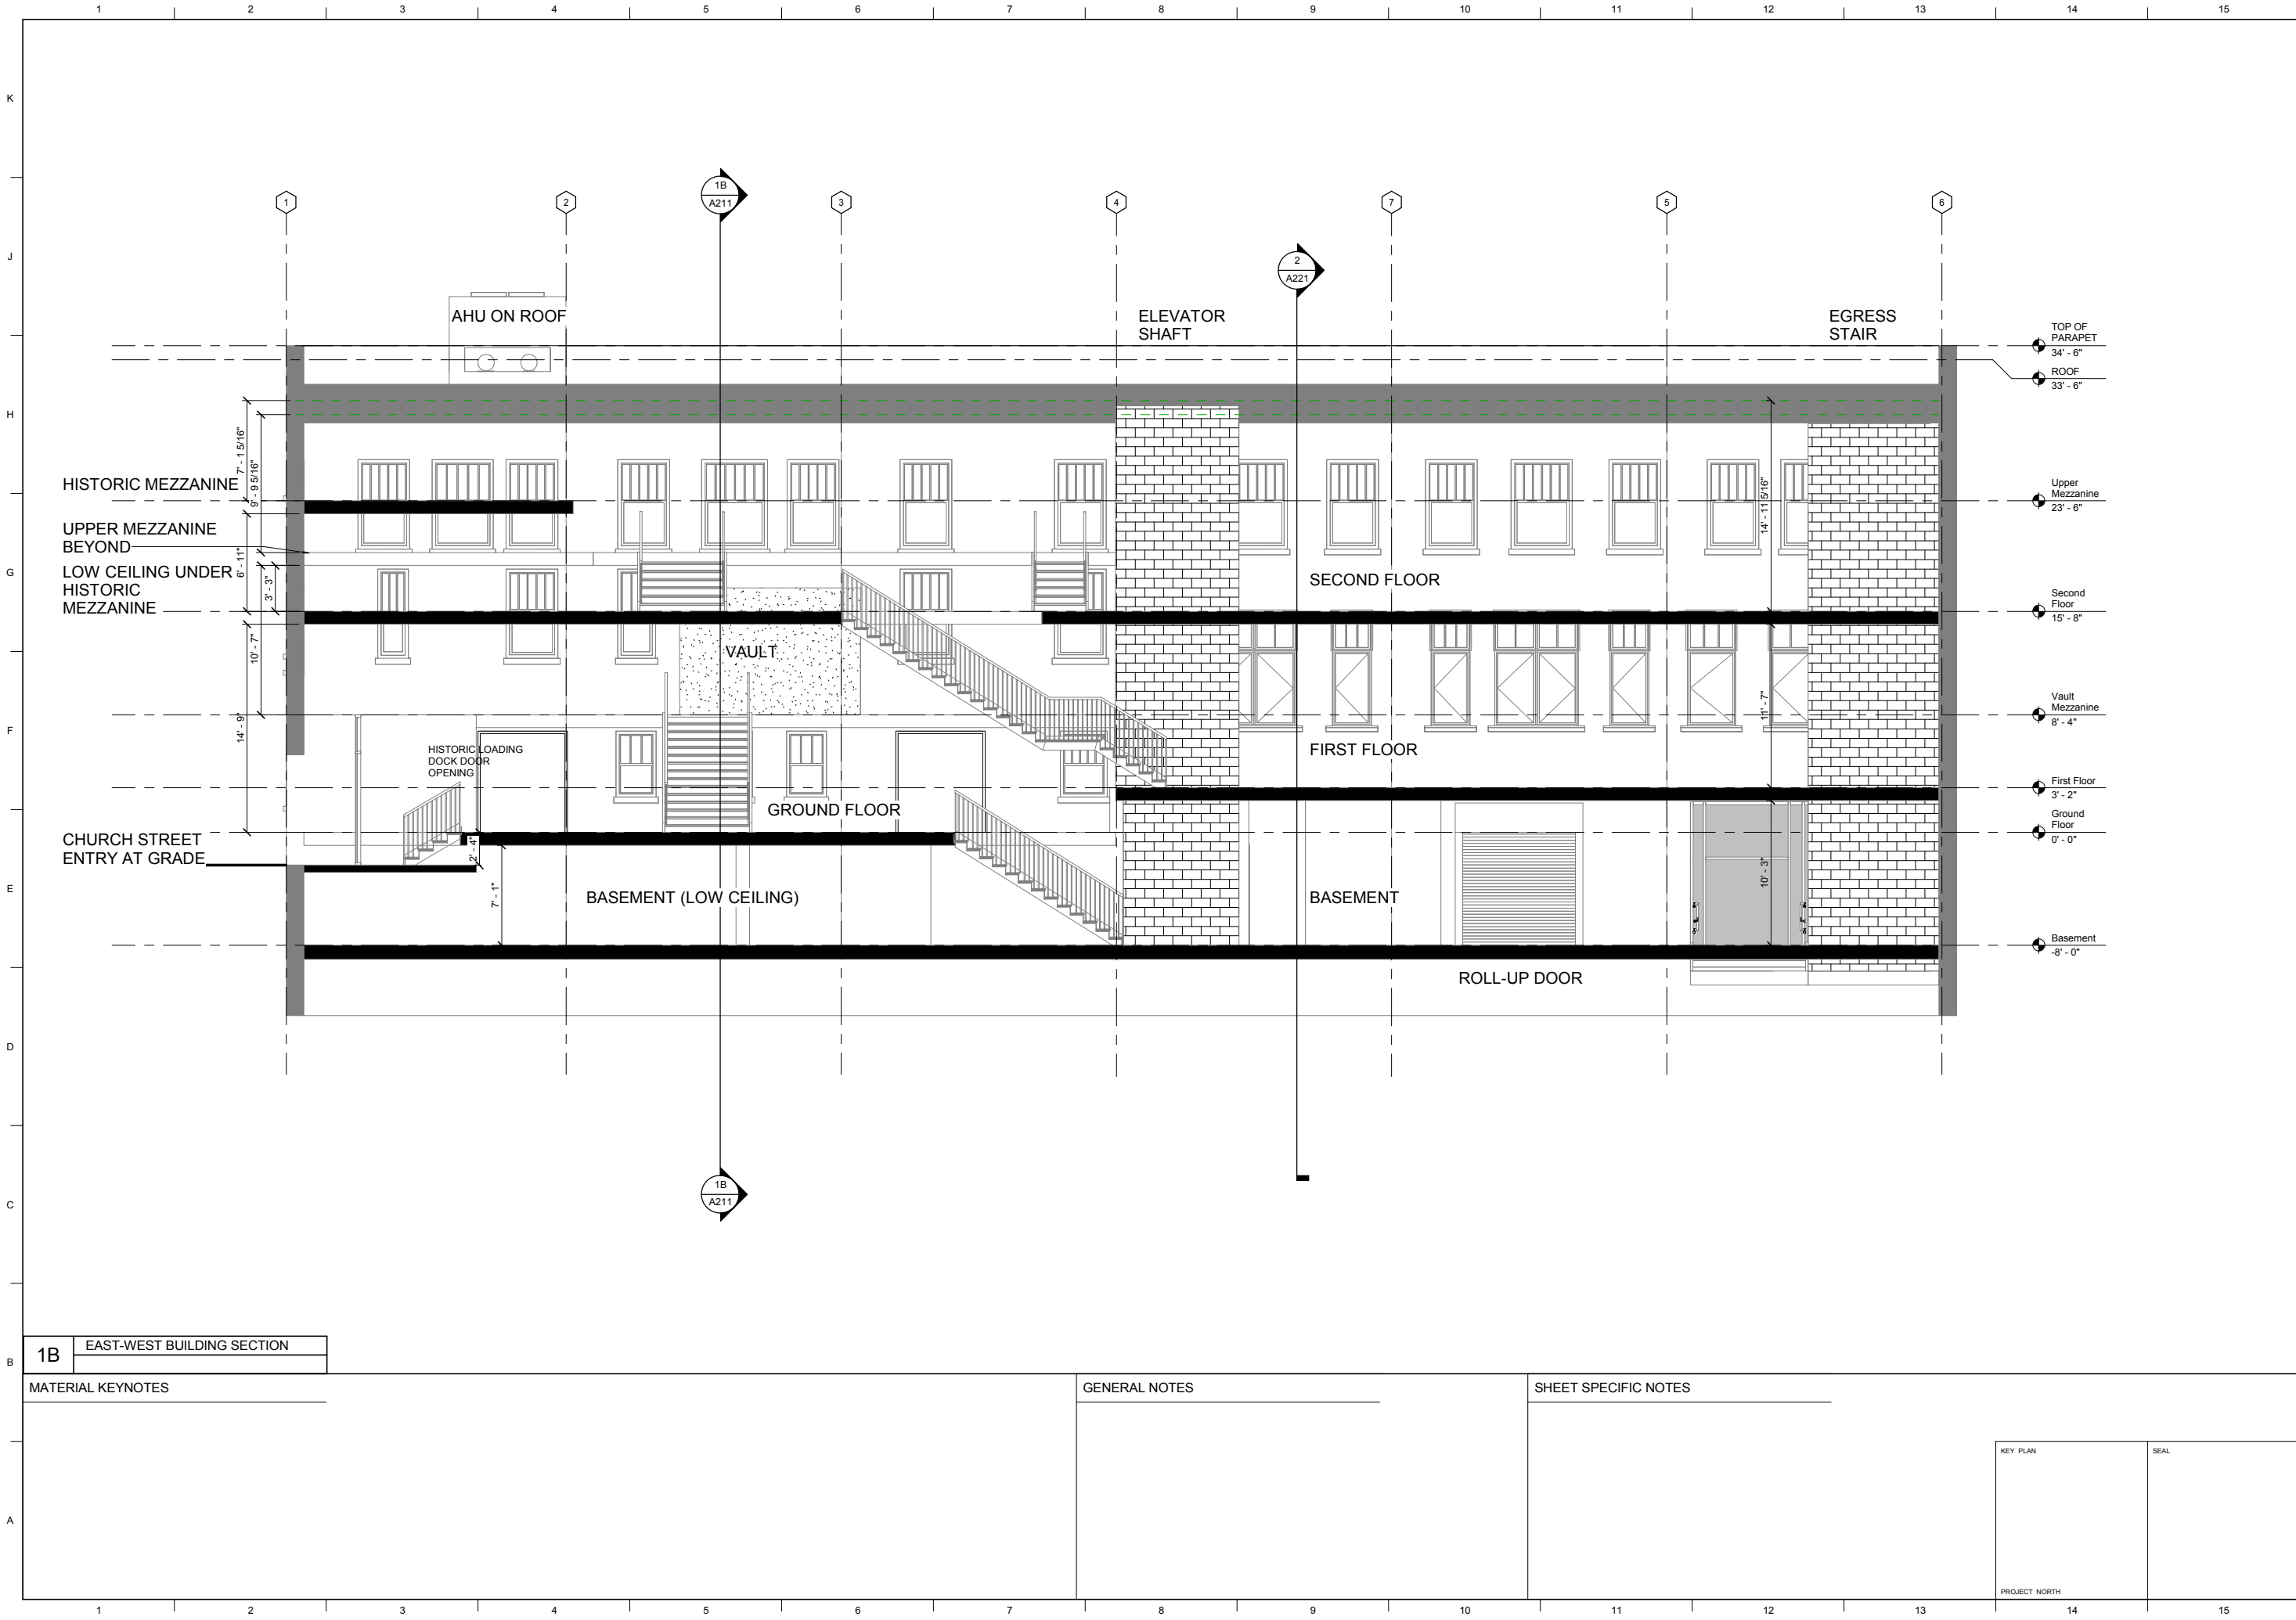 1 2 3 4 5 6 7 8 9 10 11 12 13 14 15
K
J
H
G
F
E
D
C
B
A
1
2
1B
A211
3
4
7
5
6
2
A221
AHU ON ROOF
ELEVATOR
SHAFT
EGRESS
STAIR
TOP OF
PARAPET
34' - 6"
ROOF
33' - 6"
7' - 1 5/16"
9' - 9 5/16"
14' - 11 5/16"
HISTORIC MEZZANINE
Upper
Mezzanine
23' - 6"
UPPER MEZZANINE
BEYOND
6' - 11"
3' - 3"
LOW CEILING UNDER
HISTORIC
MEZZANINE
SECOND FLOOR
Second
Floor
15' - 8"
10' - 7"
VAULT
11' - 7"
Vault
Mezzanine
8' - 4"
14' - 9"
HISTORIC LOADING
DOCK DOOR
OPENING
FIRST FLOOR
First Floor
3' - 2"
GROUND FLOOR
Ground
Floor
0' - 0"
CHURCH STREET
ENTRY AT GRADE
2' - 4"
7' - 1"
10' - 3"
BASEMENT (LOW CEILING)
BASEMENT
Basement
-8' - 0"
ROLL-UP DOOR
1B
A211
1B
EAST-WEST BUILDING SECTION
MATERIAL KEYNOTES
GENERAL NOTES
SHEET SPECIFIC NOTES
KEY PLAN
SEAL
PROJECT NORTH
1 2 3 4 5 6 7 8 9 10 11 12 13 14 15